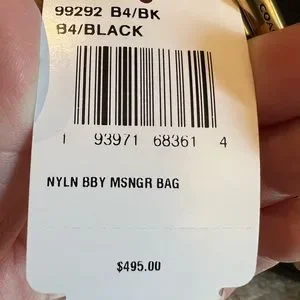 99292 B4/BK
B4/BLACK
1 93971 68361 4
NYLN BBY MSNGR BAG
$495.00